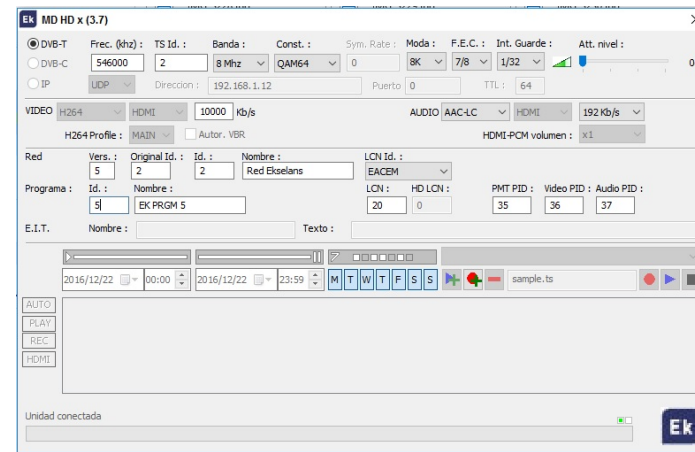 Ek MD HD x (3.7)
DVB-T Frec. (khz) : TS Id. : Banda : Const. : Sym. Rate : Moda : F.E.C. : Int. Guarde : Att. nivel :
DVB-C 546000 2 8 Mhz QAM64 0 8K 7/8 1/32 0
IP UDP Direccion : 192.168.1.12 Puerto 0 TTL : 64
VIDEO H264 HDMI 10000 Kb/s AUDIO AAC-LC HDMI 192 Kb/s
H264 Profile : MAIN Autor. VBR HDMI-PCM volumen : x1
Red Vers. : Original Id. : Id. : Nombre : LCN Id. :
5 2 2 Red Ekselans EACEM
Programa : Id. : Nombre : LCN : HD LCN : PMT PID : Video PID : Audio PID :
5 EK PRGM 5 20 0 35 36 37
E.I.T. Nombre : Texto :
2016/12/22 00:00 2016/12/22 23:59 M T W T F S S sample.ts
AUTO
PLAY
REC
HDMI
Unidad conectada
Ek